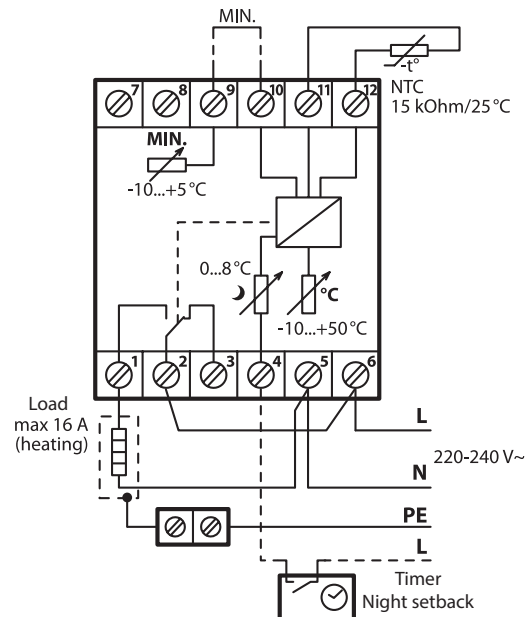 MIN.
7 8 9 10 11 12
-t°
NTC
15 kOhm/25 °C
MIN.
-10...+5 °C
0...8 °C
°C
-10...+50 °C
1 2 3 4 5 6
Load
max 16 A
(heating)
L
220-240 V~
N
PE
L
Timer
Night setback